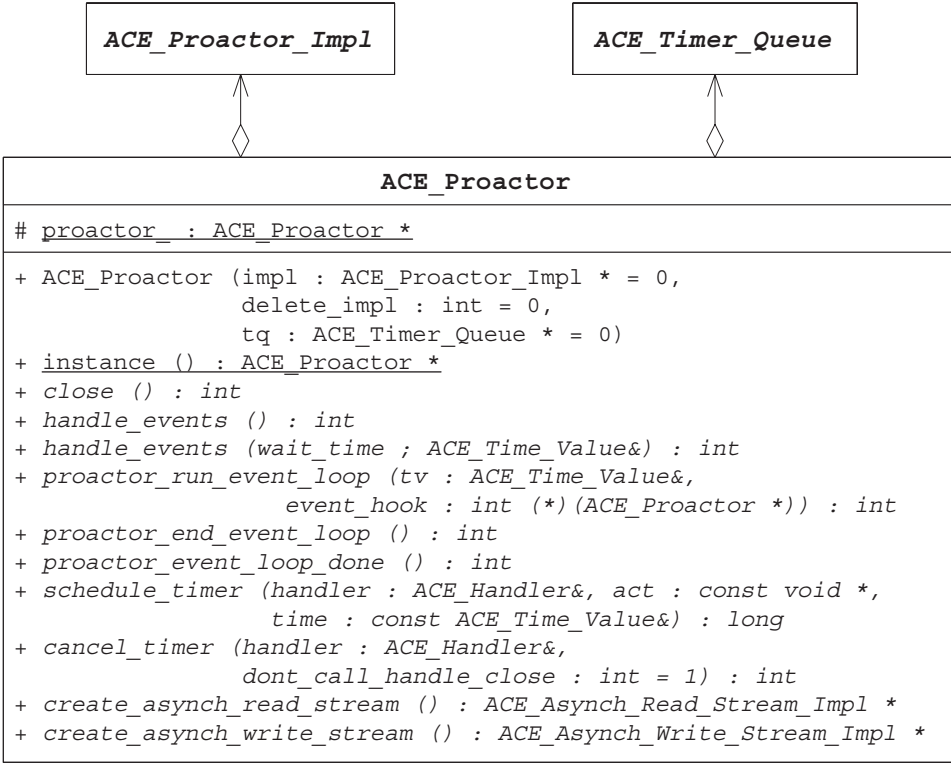 ACE_Proactor_Impl
ACE_Timer_Queue
ACE_Proactor
# proactor_ : ACE_Proactor *
+ ACE_Proactor (impl : ACE_Proactor_Impl * = 0,
delete_impl : int = 0,
tq : ACE_Timer_Queue * = 0)
+ instance () : ACE_Proactor *
+ close () : int
+ handle_events () : int
+ handle_events (wait_time ; ACE_Time_Value&) : int
+ proactor_run_event_loop (tv : ACE_Time_Value&,
event_hook : int (*)(ACE_Proactor *)) : int
+ proactor_end_event_loop () : int
+ proactor_event_loop_done () : int
+ schedule_timer (handler : ACE_Handler&, act : const void *,
time : const ACE_Time_Value&) : long
+ cancel_timer (handler : ACE_Handler&,
dont_call_handle_close : int = 1) : int
+ create_asynch_read_stream () : ACE_Asynch_Read_Stream_Impl *
+ create_asynch_write_stream () : ACE_Asynch_Write_Stream_Impl *